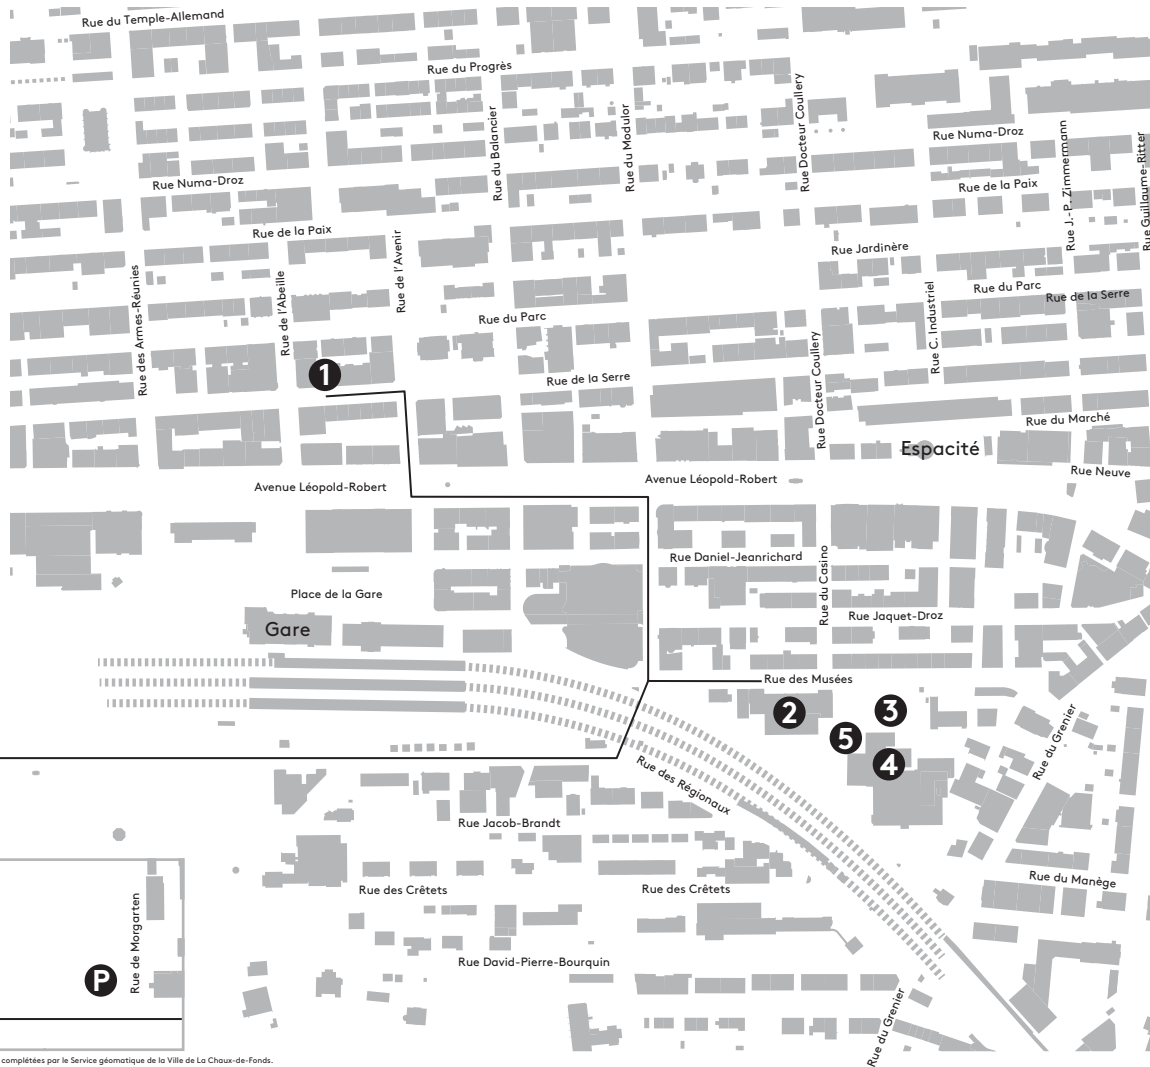 Rue du Temple-Allemand
Rue du Progrès
Rue du Balancier
Rue du Modulor
Rue Docteur Coullery
Rue Numa-Droz
Rue J.-P. Zimmermann
Rue Guillaume-Ritter
Rue Numa-Droz
Rue de la Paix
Rue de la Paix
Rue de l'Avenir
Rue Jardinère
Rue des Armes-Réunies
Rue de l'Abeille
Rue du Parc
Rue de la Serre
Rue C. Industriel
Rue du Parc
Rue Docteur Coullery
1
Rue de la Serre
Rue du Marché
Espacité
Rue Neuve
Avenue Léopold-Robert
Avenue Léopold-Robert
Rue Daniel-Jeanrichard
Rue du Casino
Place de la Gare
Rue Jaquet-Droz
Gare
Rue des Musées
2
3
5
4
Rue du Grenier
Rue des Régionaux
Rue Jacob-Brandt
Rue des Crêtets
Rue des Crêtets
Rue du Manège
Rue de Morgarten
P
Rue David-Pierre-Bourquin
Rue du Grenier
complétées par le Service géomatique de la Ville de La Chaux-de-Fonds.